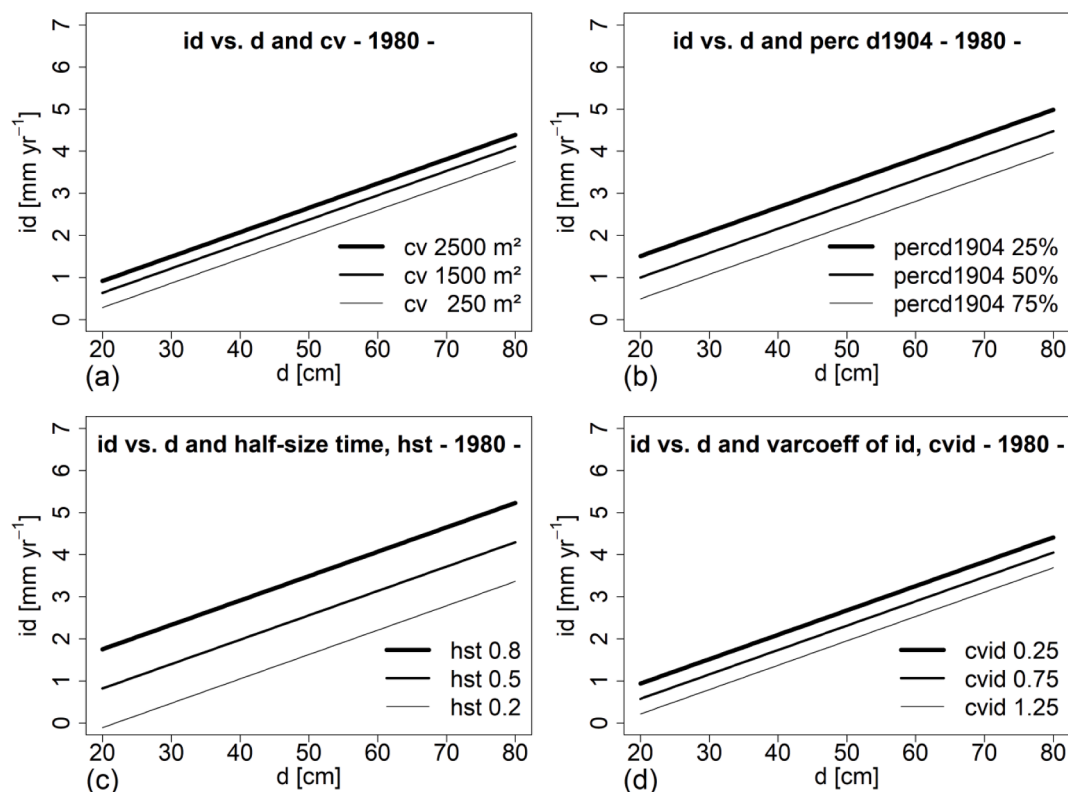 id vs. d and cv - 1980 -
7
6
5
4
3
2
1
0
id [mm yr⁻¹]
cv 2500 m²
cv 1500 m²
cv 250 m²
20 30 40 50 60 70 80
d [cm]
(a)
id vs. d and perc d1904 - 1980 -
7
6
5
4
3
2
1
0
id [mm yr⁻¹]
percd1904 25%
percd1904 50%
percd1904 75%
20 30 40 50 60 70 80
d [cm]
(b)
id vs. d and half-size time, hst - 1980 -
7
6
5
4
3
2
1
0
id [mm yr⁻¹]
hst 0.8
hst 0.5
hst 0.2
20 30 40 50 60 70 80
d [cm]
(c)
id vs. d and varcoeff of id, cvid - 1980 -
7
6
5
4
3
2
1
0
id [mm yr⁻¹]
cvid 0.25
cvid 0.75
cvid 1.25
20 30 40 50 60 70 80
d [cm]
(d)